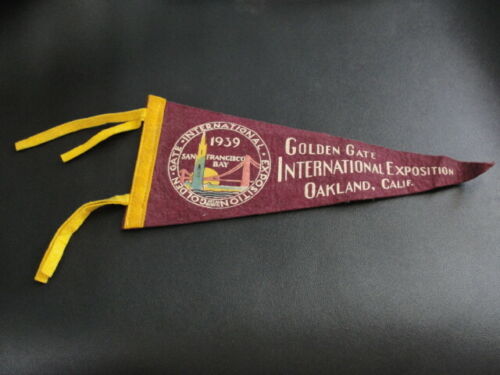 GOLDEN · GATE · INTERNATIONAL · EXPOSITION
1939
SAN FRANCISCO
BAY
GOLDEN GATE
INTERNATIONAL EXPOSITION
OAKLAND, CALIF.